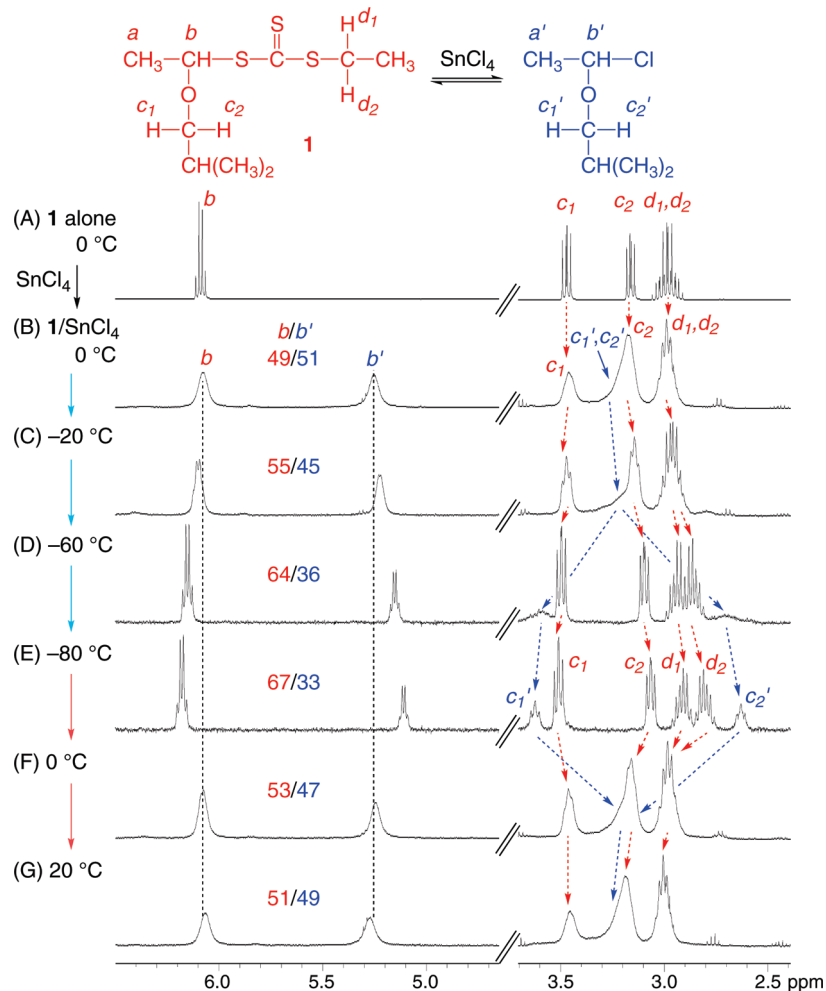 a b S H d1 a' b'
CH3—CH—S—C—S—C—CH3 SnCl4 CH3—CH—Cl
O H d2 O
c1 c2 c1' c2'
H—C—H 1 H—C—H
CH(CH3)2 CH(CH3)2
(A) 1 alone b c1 c2 d1,d2
0 °C
SnCl4
(B) 1/SnCl4 b/b' c1',c2' c2 d1,d2
0 °C b 49/51 b' c1
(C) –20 °C
55/45
(D) –60 °C
64/36
(E) –80 °C
c1 c2 d1 d2
67/33 c1' c2'
(F) 0 °C
53/47
(G) 20 °C
51/49
6.0 5.5 5.0 3.5 3.0 2.5 ppm